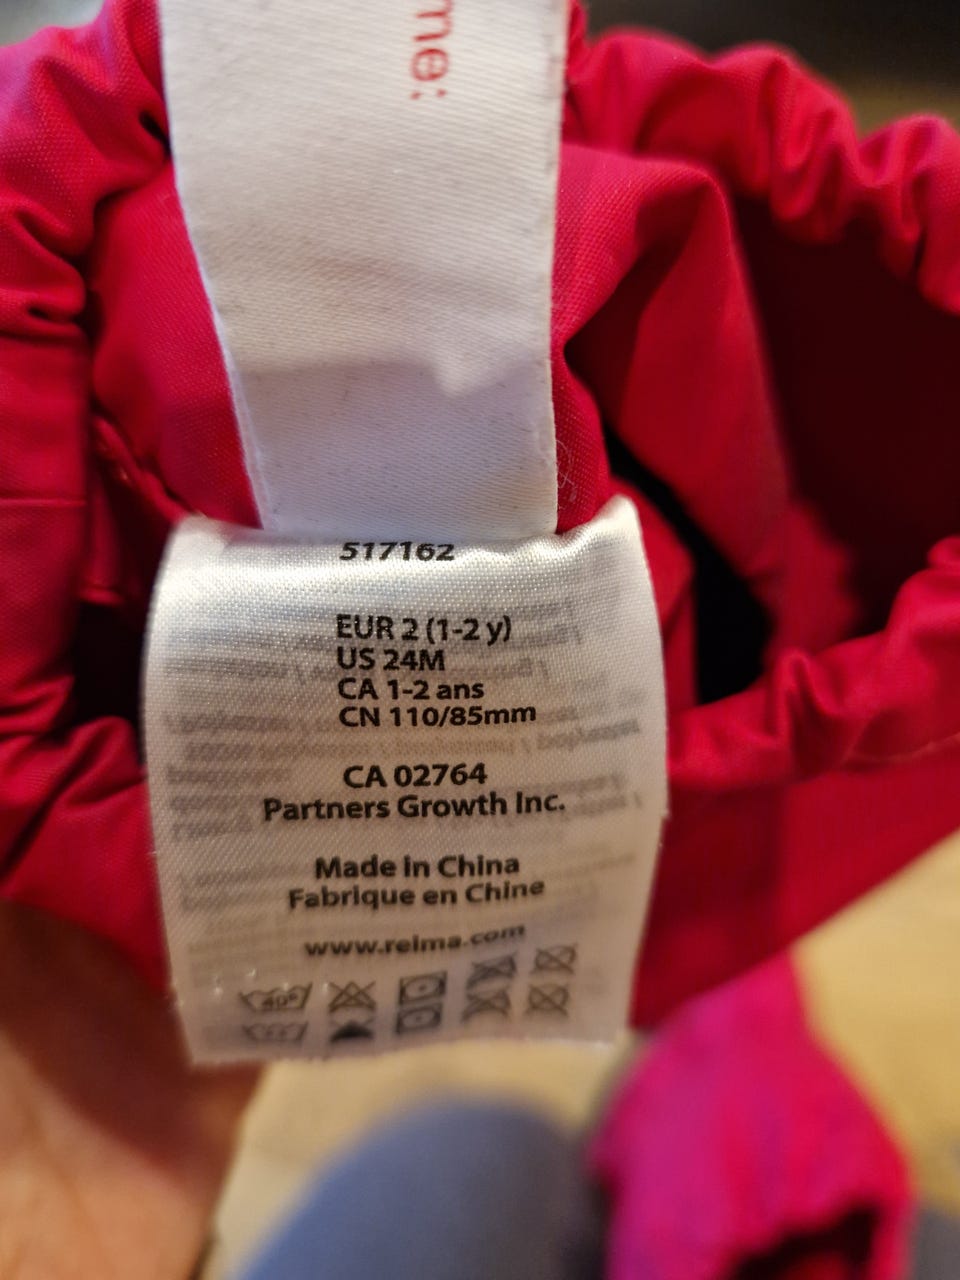 me:
517162
EUR 2 (1-2 y)
US 24M
CA 1-2 ans
CN 110/85mm
CA 02764
Partners Growth Inc.
Made in China
Fabrique en Chine
www.reima.com
40°